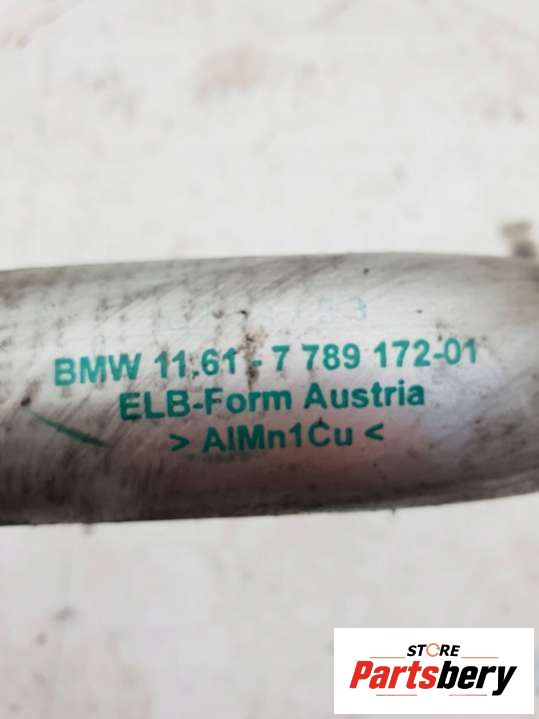 BMW 11.61 - 7 789 172-01
ELB-Form Austria
> AlMn1Cu <
STORE
Partsbery